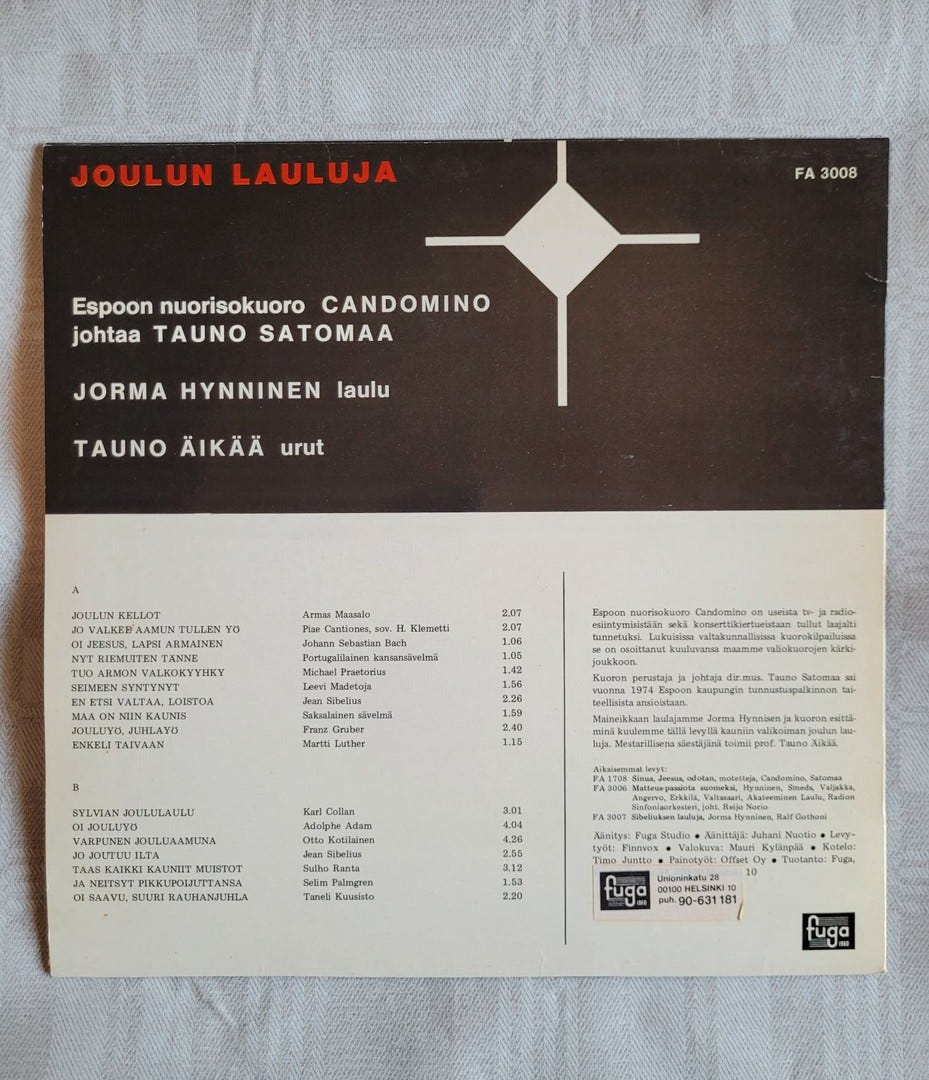 JOULUN LAULUJA
FA 3008
Espoon nuorisokuoro CANDOMINO
johtaa TAUNO SATOMAA
JORMA HYNNINEN laulu
TAUNO ÄIKÄÄ urut
A
JOULUN KELLOT Armas Maasalo 2.07
JO VALKEE AAMUN TULLEN YÖ Piae Cantiones, sov. H. Klemetti 2.07
OI JEESUS, LAPSI ARMAINEN Johann Sebastian Bach 1.06
NYT RIEMUITEN TÄNNE Portugalilainen kansansävelmä 1.05
TUO ARMON VALKOKYYHKY Michael Praetorius 1.42
SEIMEEN SYNTYNYT Leevi Madetoja 1.56
EN ETSI VALTAA, LOISTOA Jean Sibelius 2.26
MAA ON NIIN KAUNIS Saksalainen sävelmä 1.59
JOULUYÖ, JUHLAYÖ Franz Gruber 2.40
ENKELI TAIVAAN Martti Luther 1.15
B
SYLVIAN JOULULAULU Karl Collan 3.01
OI JOULUYÖ Adolphe Adam 4.04
VARPUNEN JOULUAAMUNA Otto Kotilainen 4.26
JO JOUTUU ILTA Jean Sibelius 2.55
TAAS KAIKKI KAUNIIT MUISTOT Sulho Ranta 3.12
JA NEITSYT PIKKUPOIJUTTANSA Selim Palmgren 1.53
OI SAAVU, SUURI RAUHANJUHLA Taneli Kuusisto 2.20
Espoon nuorisokuoro Candomino on useista tv- ja radio-
esiintymisistään sekä konserttikiertueistaan tullut laajalti
tunnetuksi. Lukuisissa valtakunnallisissa kuorokilpailuissa
se on osoittanut kuuluvansa maamme valiokuorojen kärki-
joukkoon.
Kuoron perustaja ja johtaja dir.mus. Tauno Satomaa sai
vuonna 1974 Espoon kaupungin tunnustuspalkinnon tai-
teellisista ansioistaan.
Maineikkaan laulajamme Jorma Hynnisen ja kuoron esittä-
minä kuulemme tällä levyllä kauniin valikoiman joulun lau-
luja. Mestarillisena säestäjänä toimii prof. Tauno Äikää.
Aikaisemmat levyt:
FA 1708 Sinua, Jeesus, odotan, motetteja, Candomino, Satomaa
FA 3006 Matteus-passiota suomeksi, Hynninen, Smeds, Valjakka,
Angervo, Erkkilä, Valtasaari, Akateeminen Laulu, Radion
Sinfoniaorkesteri, joht. Reijo Norio
FA 3007 Sibeliuksen lauluja, Jorma Hynninen, Ralf Gothoni
Äänitys: Fuga Studio • Äänittäjä: Juhani Nuotio • Levy-
työt: Finnvox • Valokuva: Mauri Kylänpää • Kotelo:
Timo Juntto • Painotyöt: Offset Oy • Tuotanto: Fuga,
10
fuga 1960
Unioninkatu 28
00100 HELSINKI 10
puh. 90-631 181
fuga
1960